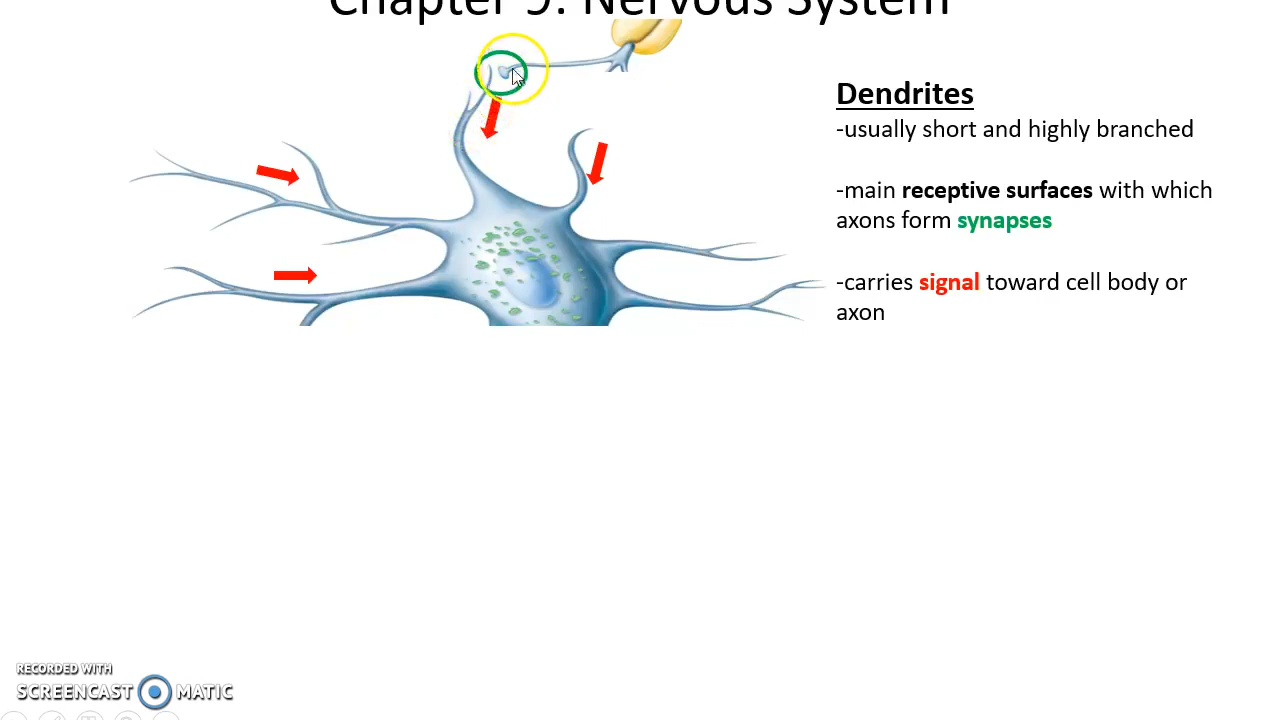 Chapter 9: Nervous System
Dendrites
-usually short and highly branched
-main receptive surfaces with which
axons form synapses
-carries signal toward cell body or
axon
RECORDED WITH
SCREENCAST MATIC